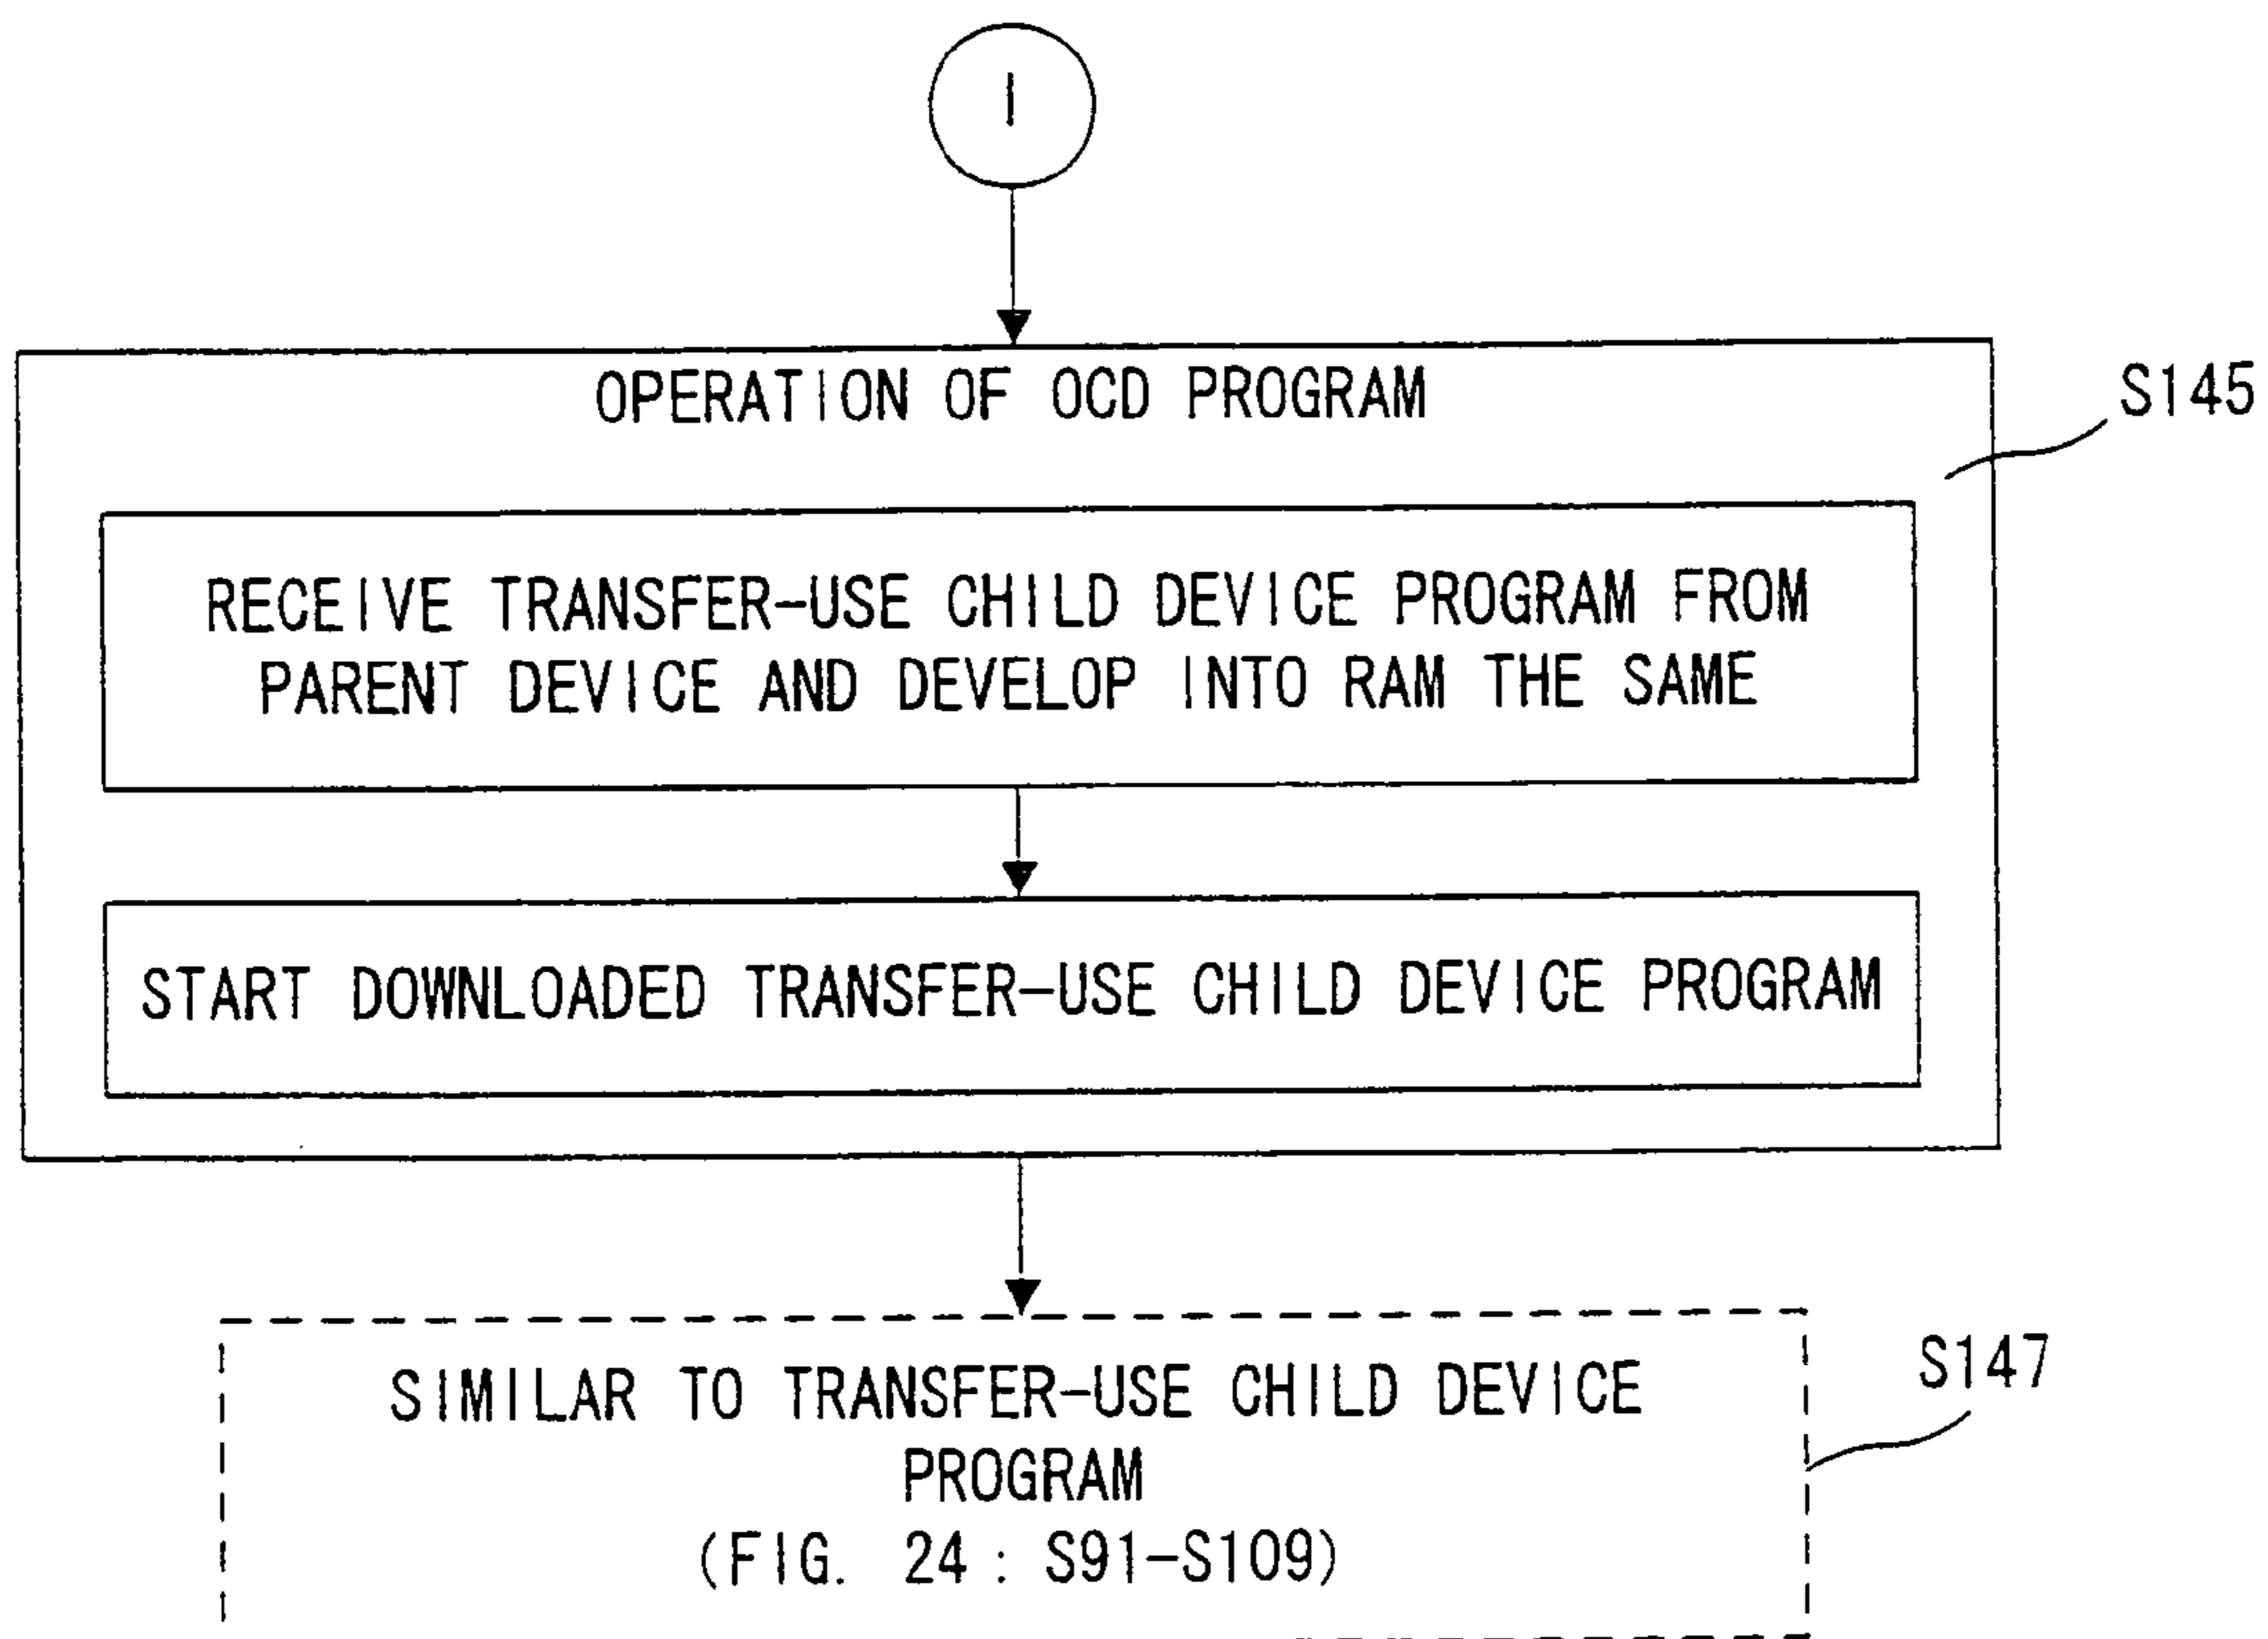 I
OPERATION OF OCD PROGRAM
S145
RECEIVE TRANSFER-USE CHILD DEVICE PROGRAM FROM
PARENT DEVICE AND DEVELOP INTO RAM THE SAME
START DOWNLOADED TRANSFER-USE CHILD DEVICE PROGRAM
SIMILAR TO TRANSFER-USE CHILD DEVICE
PROGRAM
(FIG. 24 : S91-S109)
S147